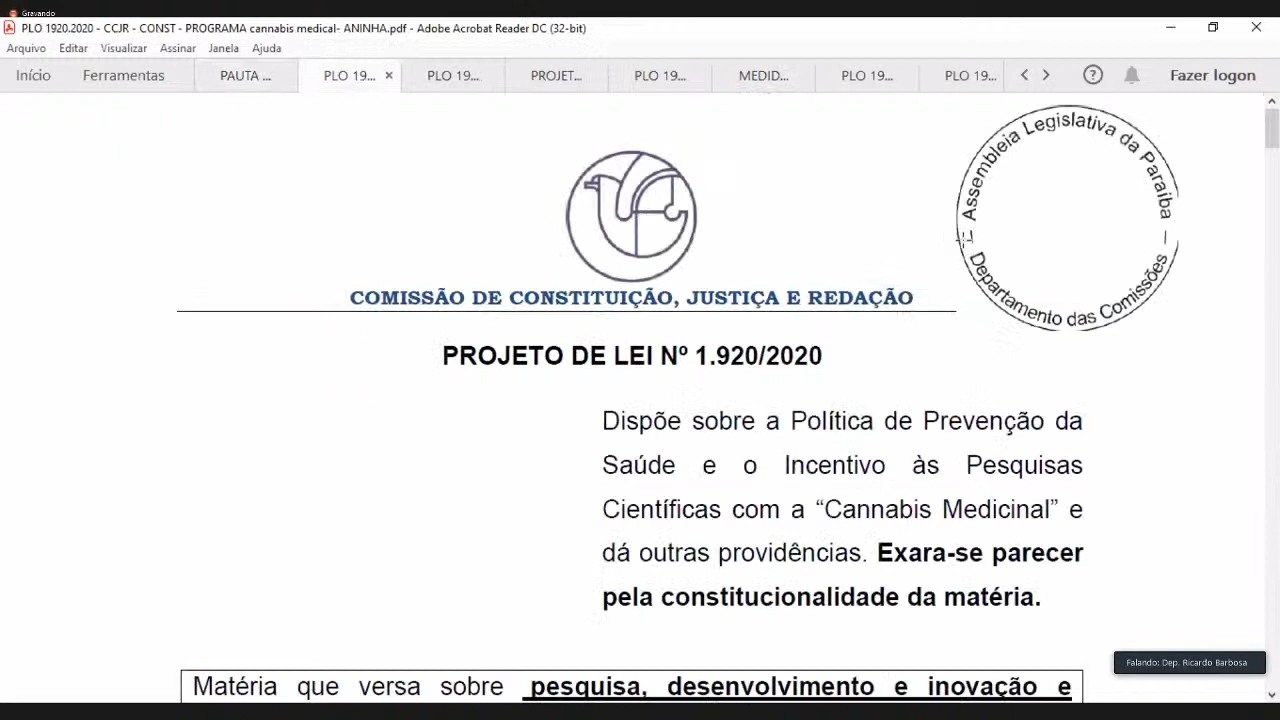 Gravando
PLO 1920.2020 - CCJR - CONST - PROGRAMA cannabis medical- ANINHA.pdf - Adobe Acrobat Reader DC (32-bit)
Arquivo Editar Visualizar Assinar Janela Ajuda
Início Ferramentas PAUTA ... PLO 19... PLO 19... PROJET... PLO 19... MEDID... PLO 19... PLO 19... Fazer logon
Assembleia Legislativa da Paraíba
Departamento das Comissões
COMISSÃO DE CONSTITUIÇÃO, JUSTIÇA E REDAÇÃO
PROJETO DE LEI Nº 1.920/2020
Dispõe sobre a Política de Prevenção da
Saúde e o Incentivo às Pesquisas
Científicas com a “Cannabis Medicinal” e
dá outras providências. Exara-se parecer
pela constitucionalidade da matéria.
Falando: Dep. Ricardo Barbosa
Matéria que versa sobre pesquisa, desenvolvimento e inovação e